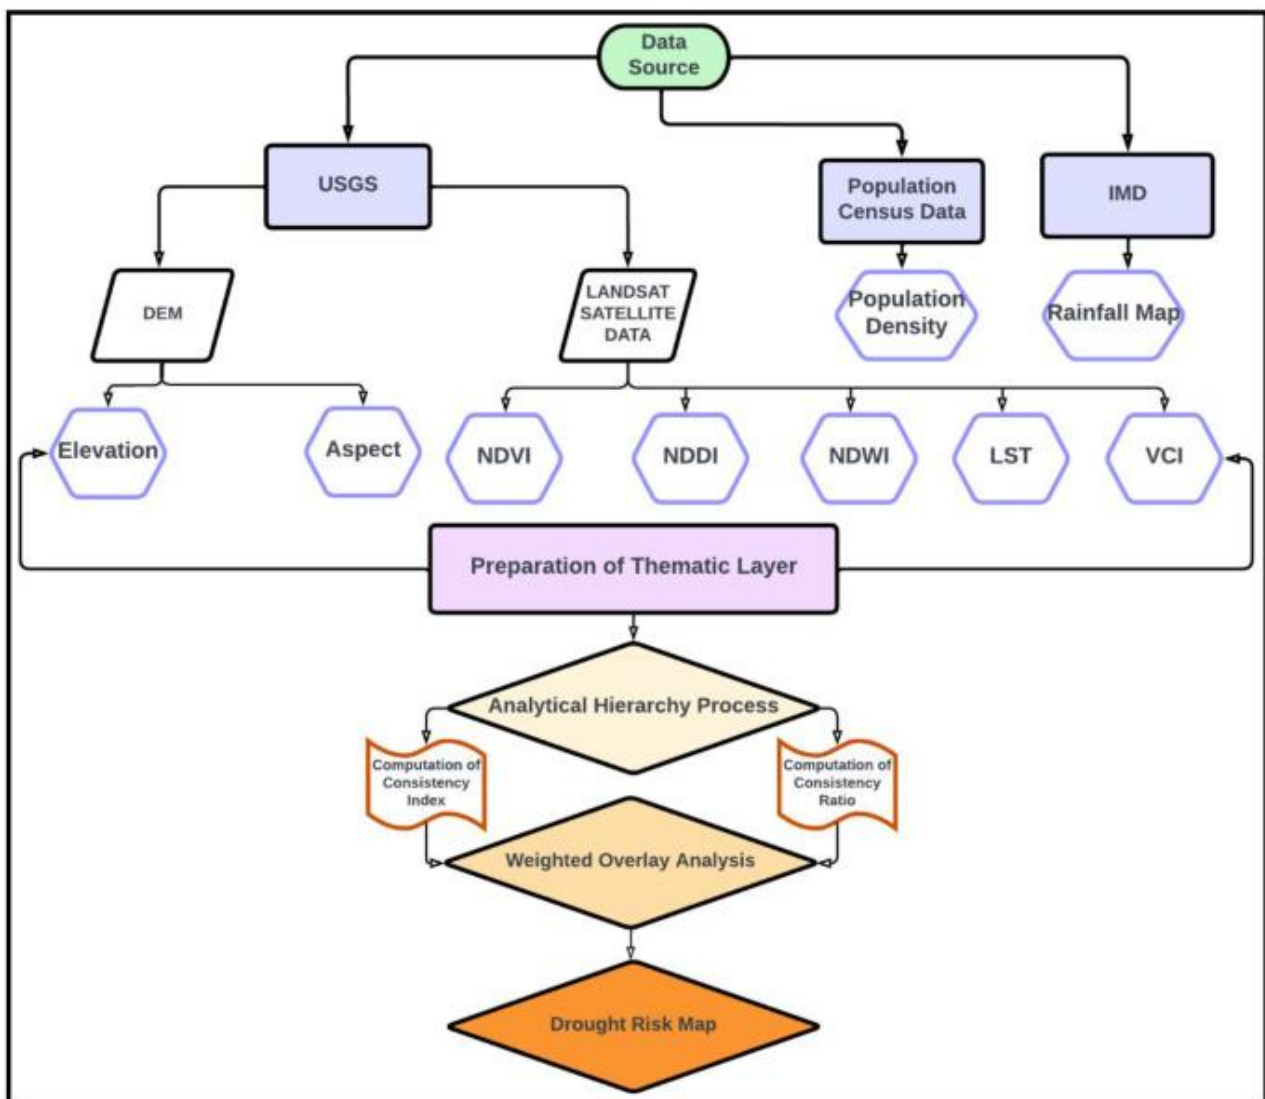 Data
Source
USGS
Population
Census Data
IMD
DEM
LANDSAT
SATELLITE
DATA
Population
Density
Rainfall Map
Elevation
Aspect
NDVI
NDDI
NDWI
LST
VCI
Preparation of Thematic Layer
Analytical Hierarchy Process
Computation of
Consistency
Index
Computation of
Consistency
Ratio
Weighted Overlay Analysis
Drought Risk Map